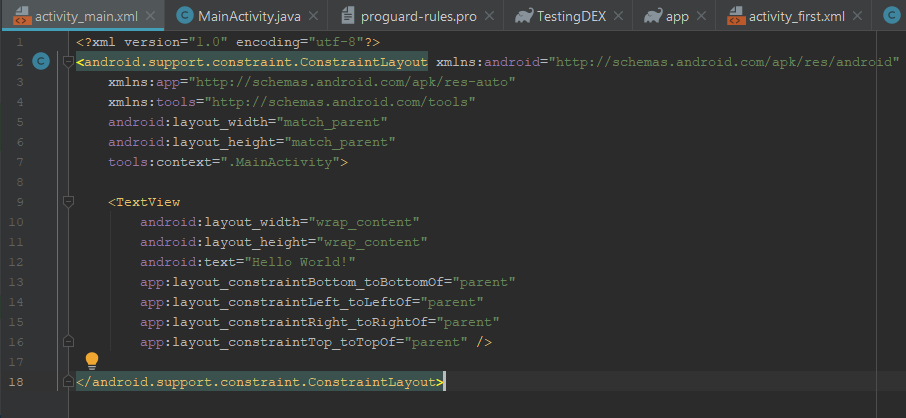 activity_main.xml MainActivity.java proguard-rules.pro TestingDEX app activity_first.xml
1 <?xml version="1.0" encoding="utf-8"?>
2 <android.support.constraint.ConstraintLayout xmlns:android="http://schemas.android.com/apk/res/android"
3 xmlns:app="http://schemas.android.com/apk/res-auto"
4 xmlns:tools="http://schemas.android.com/tools"
5 android:layout_width="match_parent"
6 android:layout_height="match_parent"
7 tools:context=".MainActivity">
8
9 <TextView
10 android:layout_width="wrap_content"
11 android:layout_height="wrap_content"
12 android:text="Hello World!"
13 app:layout_constraintBottom_toBottomOf="parent"
14 app:layout_constraintLeft_toLeftOf="parent"
15 app:layout_constraintRight_toRightOf="parent"
16 app:layout_constraintTop_toTopOf="parent" />
17
18 </android.support.constraint.ConstraintLayout>